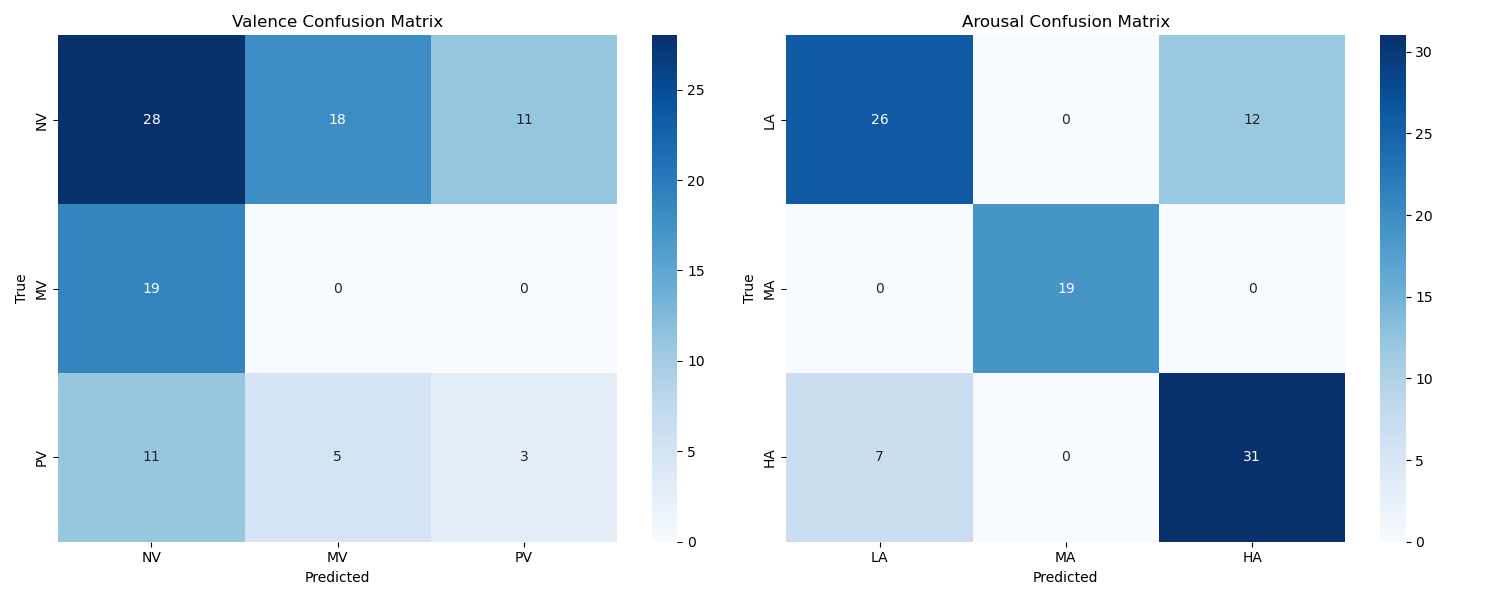 Valence Confusion Matrix
NV
MV
PV
True
28 18 11
19 0 0
11 5 3
NV MV PV
Predicted
25
20
15
10
5
0
Arousal Confusion Matrix
LA
MA
HA
True
26 0 12
0 19 0
7 0 31
LA MA HA
Predicted
30
25
20
15
10
5
0